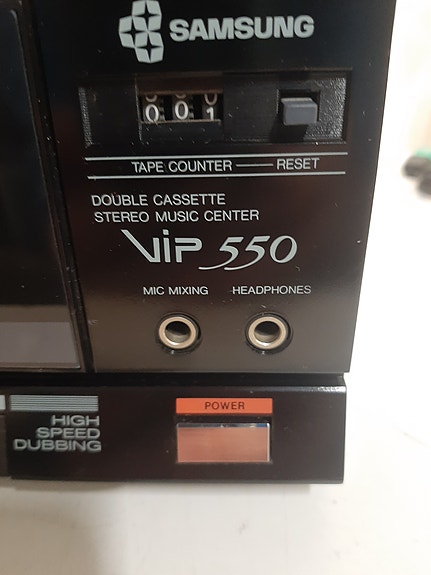 SAMSUNG
001
TAPE COUNTER RESET
DOUBLE CASSETTE
STEREO MUSIC CENTER
ViP 550
MIC MIXING HEADPHONES
POWER
HIGH
SPEED
DUBBING